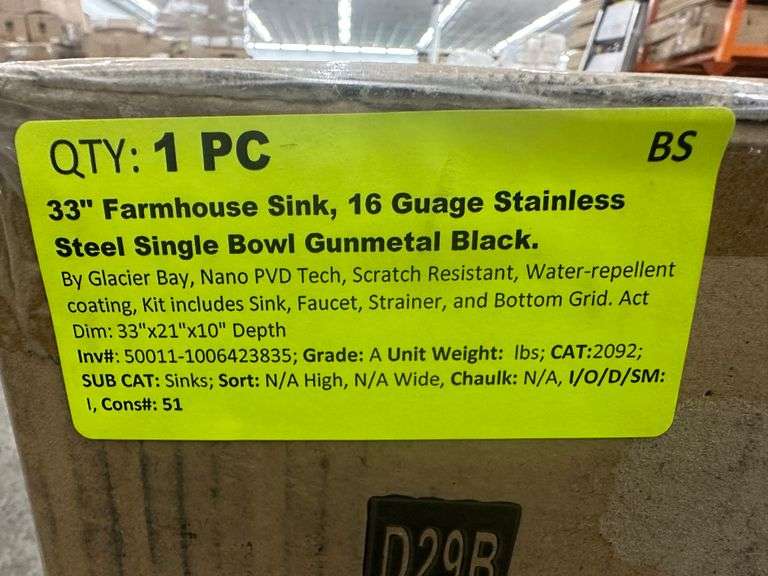 QTY: 1 PC
BS
33" Farmhouse Sink, 16 Guage Stainless
Steel Single Bowl Gunmetal Black.
By Glacier Bay, Nano PVD Tech, Scratch Resistant, Water-repellent
coating, Kit includes Sink, Faucet, Strainer, and Bottom Grid. Act
Dim: 33"x21"x10" Depth
Inv#: 50011-1006423835; Grade: A Unit Weight: lbs; CAT:2092;
SUB CAT: Sinks; Sort: N/A High, N/A Wide, Chaulk: N/A, I/O/D/SM:
I, Cons#: 51
D29B